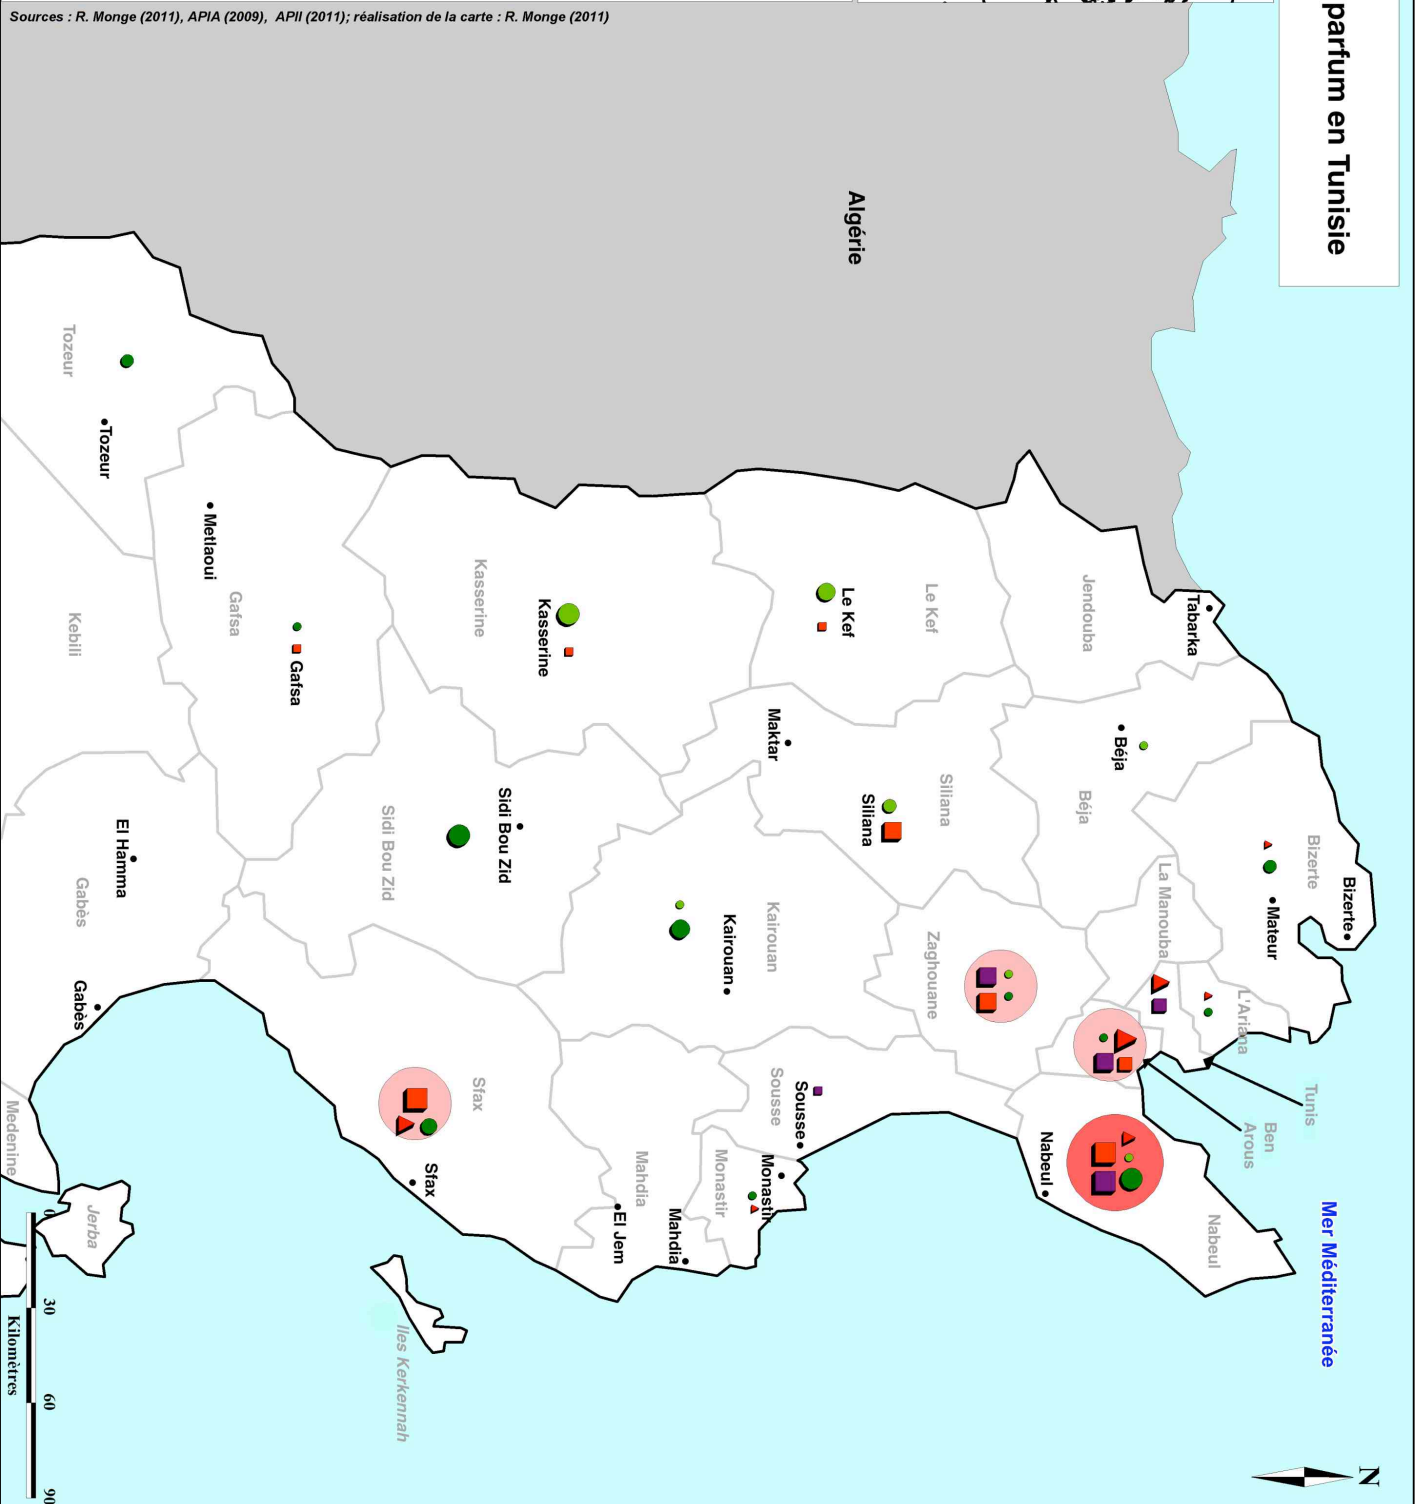 parfum en Tunisie
Sources : R. Monge (2011), APIA (2009), APII (2011); réalisation de la carte : R. Monge (2011)
N
Mer Méditerranée
Algérie
Tabarka
Bizerte
Bizerte
Mateur
L'Ariana
Tunis
Ben
Arous
Nabeul
Nabeul
Jendouba
Béja
Béja
La Manouba
Le Kef
Le Kef
Siliana
Siliana
Maktar
Zaghouane
Kairouan
Kairouan
Sousse
Sousse
Monastir
Monastir
Mahdia
Mahdia
El Jem
Kasserine
Kasserine
Sidi Bou Zid
Sidi Bou Zid
Sfax
Sfax
Iles Kerkennah
Gafsa
Gafsa
Metlaoui
Tozeur
Tozeur
Kebili
El Hamma
Gabès
Gabès
Medenine
Jerba
0 30 60 90
Kilomètres